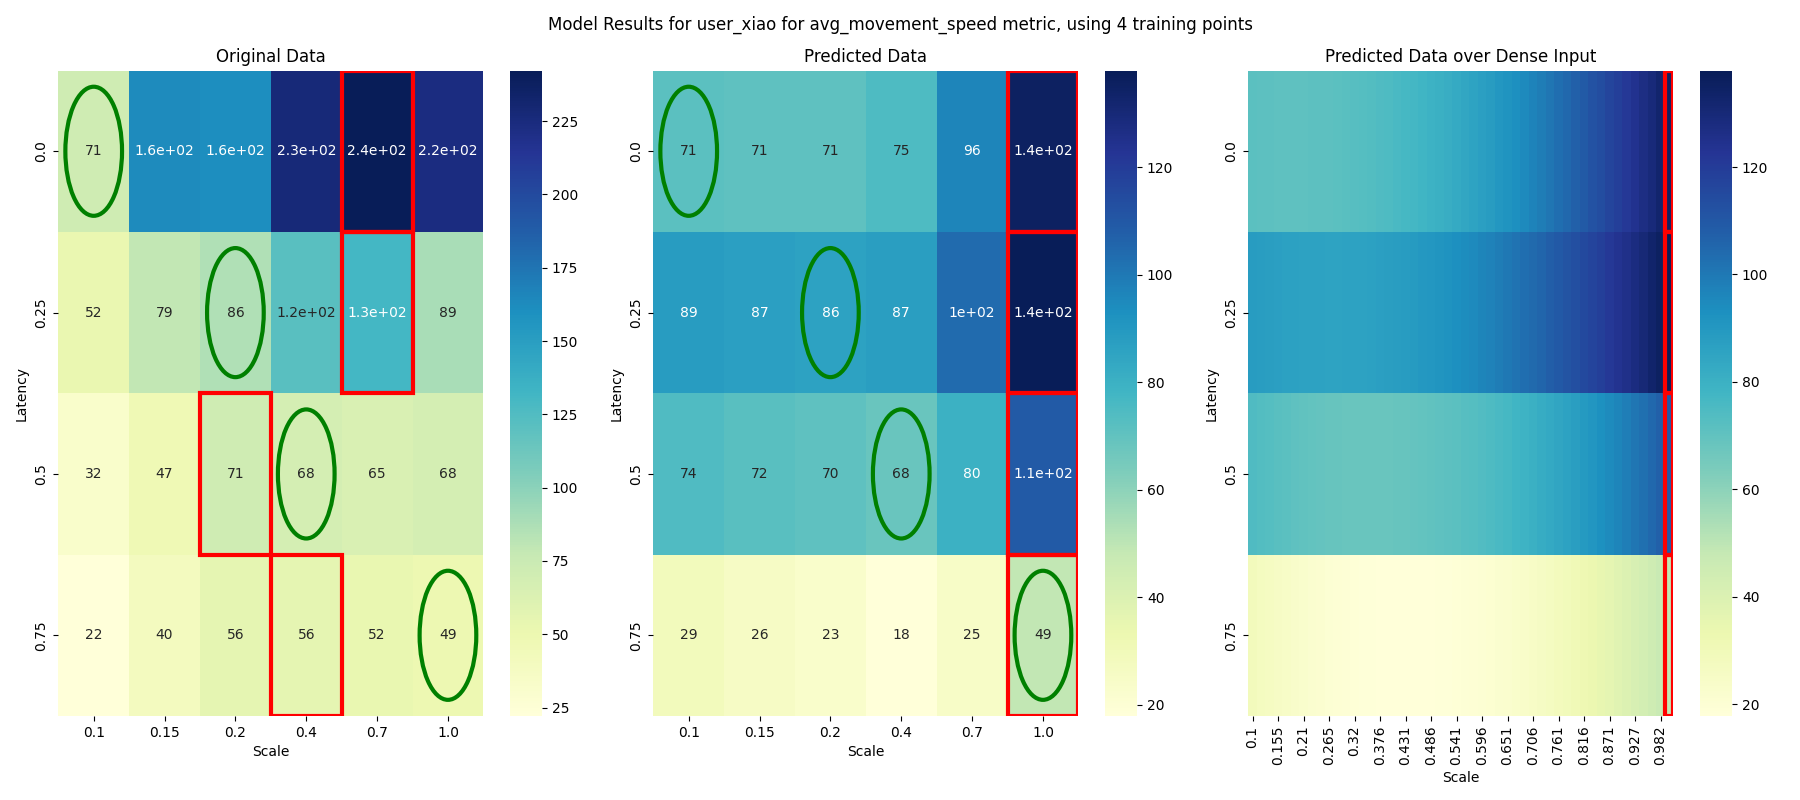 Model Results for user_xiao for avg_movement_speed metric, using 4 training points
Original Data
0.0
0.25
0.5
0.75
Latency
71 1.6e+02 1.6e+02 2.3e+02 2.4e+02 2.2e+02
52 79 86 1.2e+02 1.3e+02 89
32 47 71 68 65 68
22 40 56 56 52 49
0.1 0.15 0.2 0.4 0.7 1.0
Scale
225
200
175
150
125
100
75
50
25
Predicted Data
0.0
0.25
0.5
0.75
Latency
71 71 71 75 96 1.4e+02
89 87 86 87 1e+02 1.4e+02
74 72 70 68 80 1.1e+02
29 26 23 18 25 49
0.1 0.15 0.2 0.4 0.7 1.0
Scale
120
100
80
60
40
20
Predicted Data over Dense Input
0.0
0.25
0.5
0.75
Latency
0.1 0.155 0.21 0.265 0.32 0.376 0.431 0.486 0.541 0.596 0.651 0.706 0.761 0.816 0.871 0.927 0.982
Scale
120
100
80
60
40
20